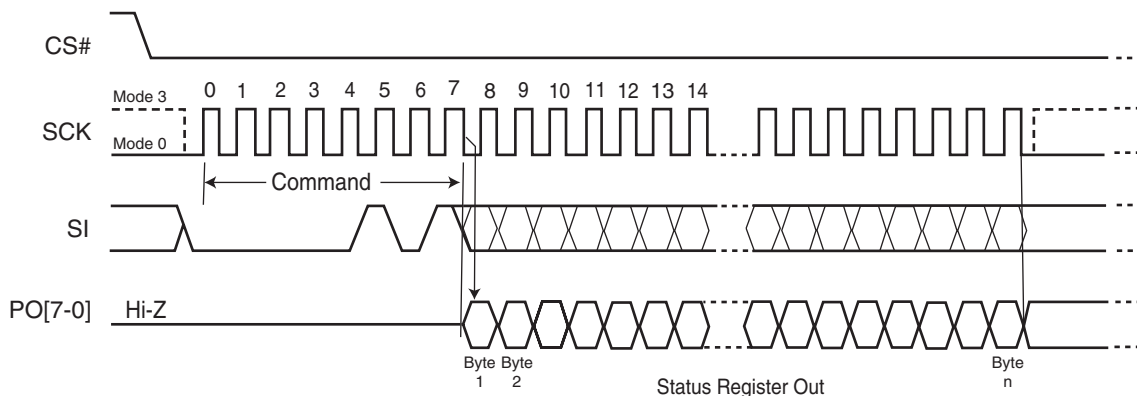 CS#
Mode 3
SCK
Mode 0
0 1 2 3 4 5 6 7 8 9 10 11 12 13 14
Command
SI
PO[7-0]
Hi-Z
Byte 1
Byte 2
Byte n
Status Register Out